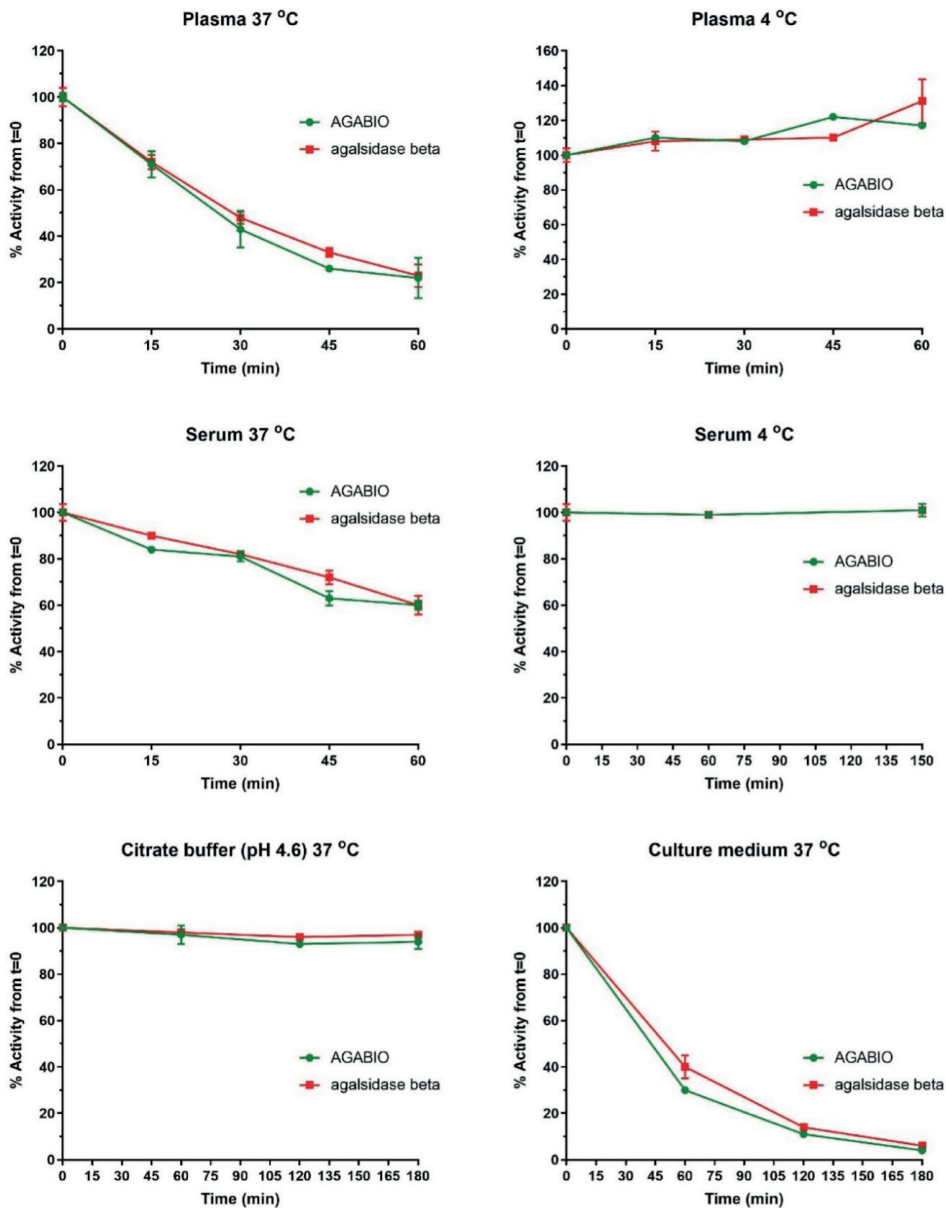 Plasma 37 °C
120
100
80
60
40
20
0
% Activity from t=0
AGABIO
agalsidase beta
0 15 30 45 60
Time (min)
Plasma 4 °C
160
140
120
100
80
60
40
20
0
% Activity from t=0
AGABIO
agalsidase beta
0 15 30 45 60
Time (min)
Serum 37 °C
120
100
80
60
40
20
0
% Activity from t=0
AGABIO
agalsidase beta
0 15 30 45 60
Time (min)
Serum 4 °C
120
100
80
60
40
20
0
% Activity from t=0
AGABIO
agalsidase beta
0 15 30 45 60 75 90 105 120 135 150
Time (min)
Citrate buffer (pH 4.6) 37 °C
120
100
80
60
40
20
0
% Activity from t=0
AGABIO
agalsidase beta
0 15 30 45 60 75 90 105 120 135 150 165 180
Time (min)
Culture medium 37 °C
120
100
80
60
40
20
0
% Activity from t=0
AGABIO
agalsidase beta
0 15 30 45 60 75 90 105 120 135 150 165 180
Time (min)